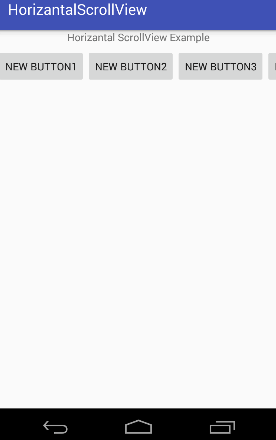 HorizantalScrollView
Horizantal ScrollView Example
NEW BUTTON1 NEW BUTTON2 NEW BUTTON3